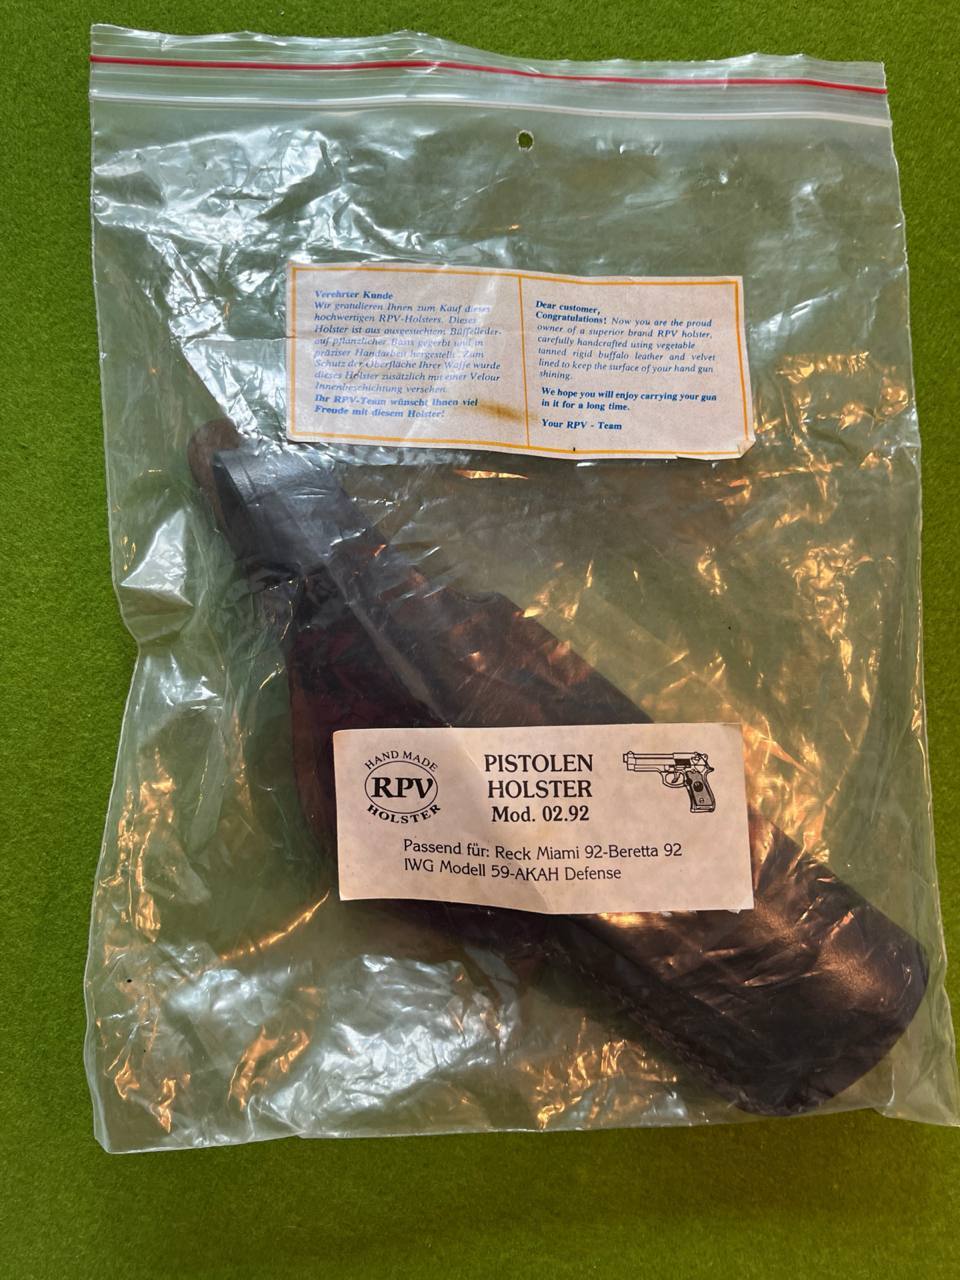 Verehrter Kunde
Wir gratulieren Ihnen zum Kauf dieses
hochwertigen RPV-Holsters. Dieses
Holster ist aus ausgesuchtem Büffelleder-
auf pflanzlicher Basis gegerbt und in
präziser Handarbeit hergestellt. Zum
Schutz der Oberfläche Ihrer Waffe wurde
dieses Holster zusätzlich mit einer Velour
Innenbeschichtung versehen.
Ihr RPV-Team wünscht Ihnen viel
Freude mit diesem Holster!
Dear customer,
Congratulations! Now you are the proud
owner of a superior brand RPV holster,
carefully handcrafted using vegetable
tanned rigid buffalo leather and velvet
lined to keep the surface of your hand gun
shining.
We hope you will enjoy carrying your gun
in it for a long time.
Your RPV - Team
HAND MADE
RPV
HOLSTER
PISTOLEN
HOLSTER
Mod. 02.92
Passend für: Reck Miami 92-Beretta 92
IWG Modell 59-AKAH Defense